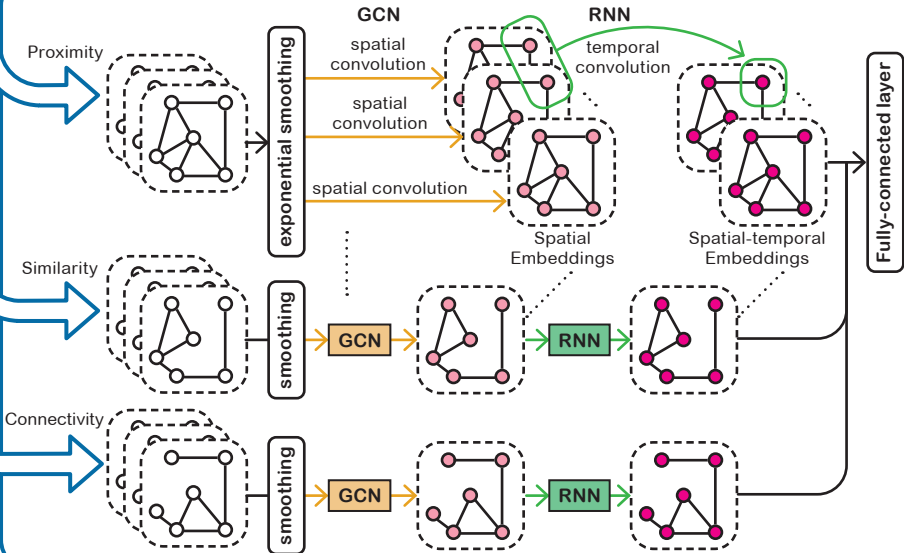 GCN
RNN
Proximity
exponential smoothing
spatial
convolution
spatial
convolution
spatial convolution
temporal
convolution
Spatial
Embeddings
Spatial-temporal
Embeddings
Fully-connected layer
Similarity
smoothing
GCN
RNN
Connectivity
smoothing
GCN
RNN